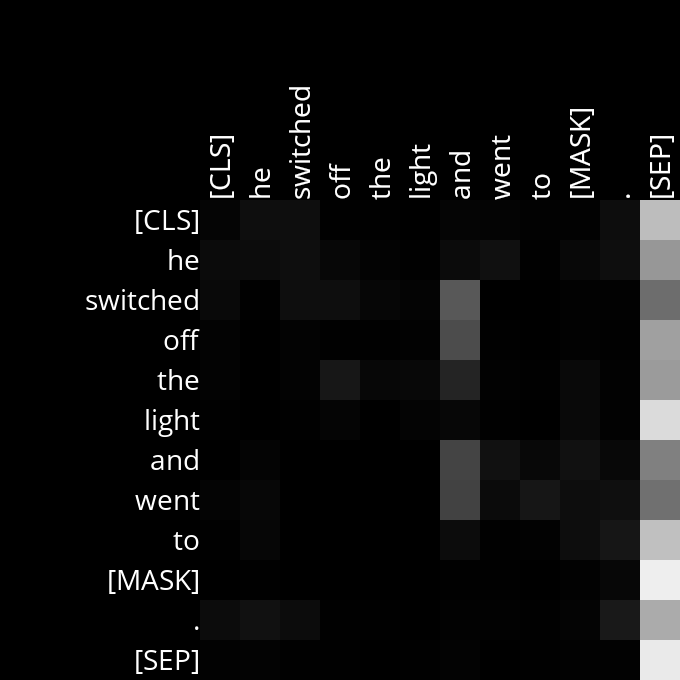 [CLS]
he
switched
off
the
light
and
went
to
[MASK]
.
[SEP]
[CLS]
he
switched
off
the
light
and
went
to
[MASK]
.
[SEP]